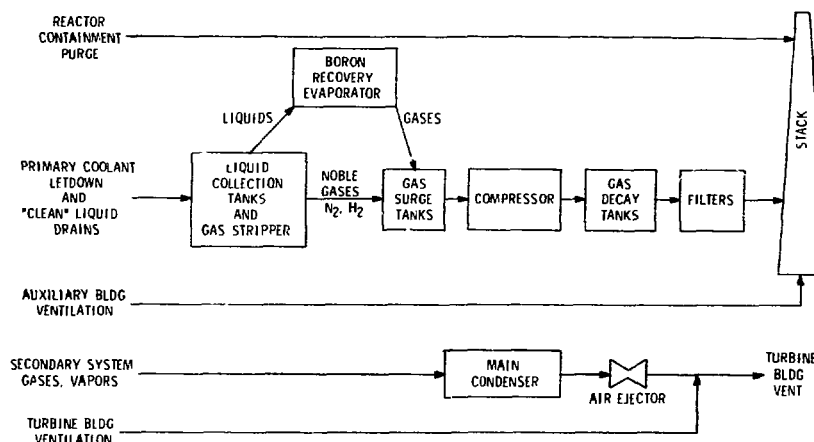 REACTOR
CONTAINMENT
PURGE
BORON
RECOVERY
EVAPORATOR
LIQUIDS
GASES
STACK
PRIMARY COOLANT
LETDOWN
AND
"CLEAN" LIQUID
DRAINS
LIQUID
COLLECTION
TANKS
AND
GAS STRIPPER
NOBLE
GASES
N₂, H₂
GAS
SURGE
TANKS
COMPRESSOR
GAS
DECAY
TANKS
FILTERS
AUXILIARY BLDG
VENTILATION
SECONDARY SYSTEM
GASES, VAPORS
MAIN
CONDENSER
AIR EJECTOR
TURBINE
BLDG
VENT
TURBINE BLDG
VENTILATION